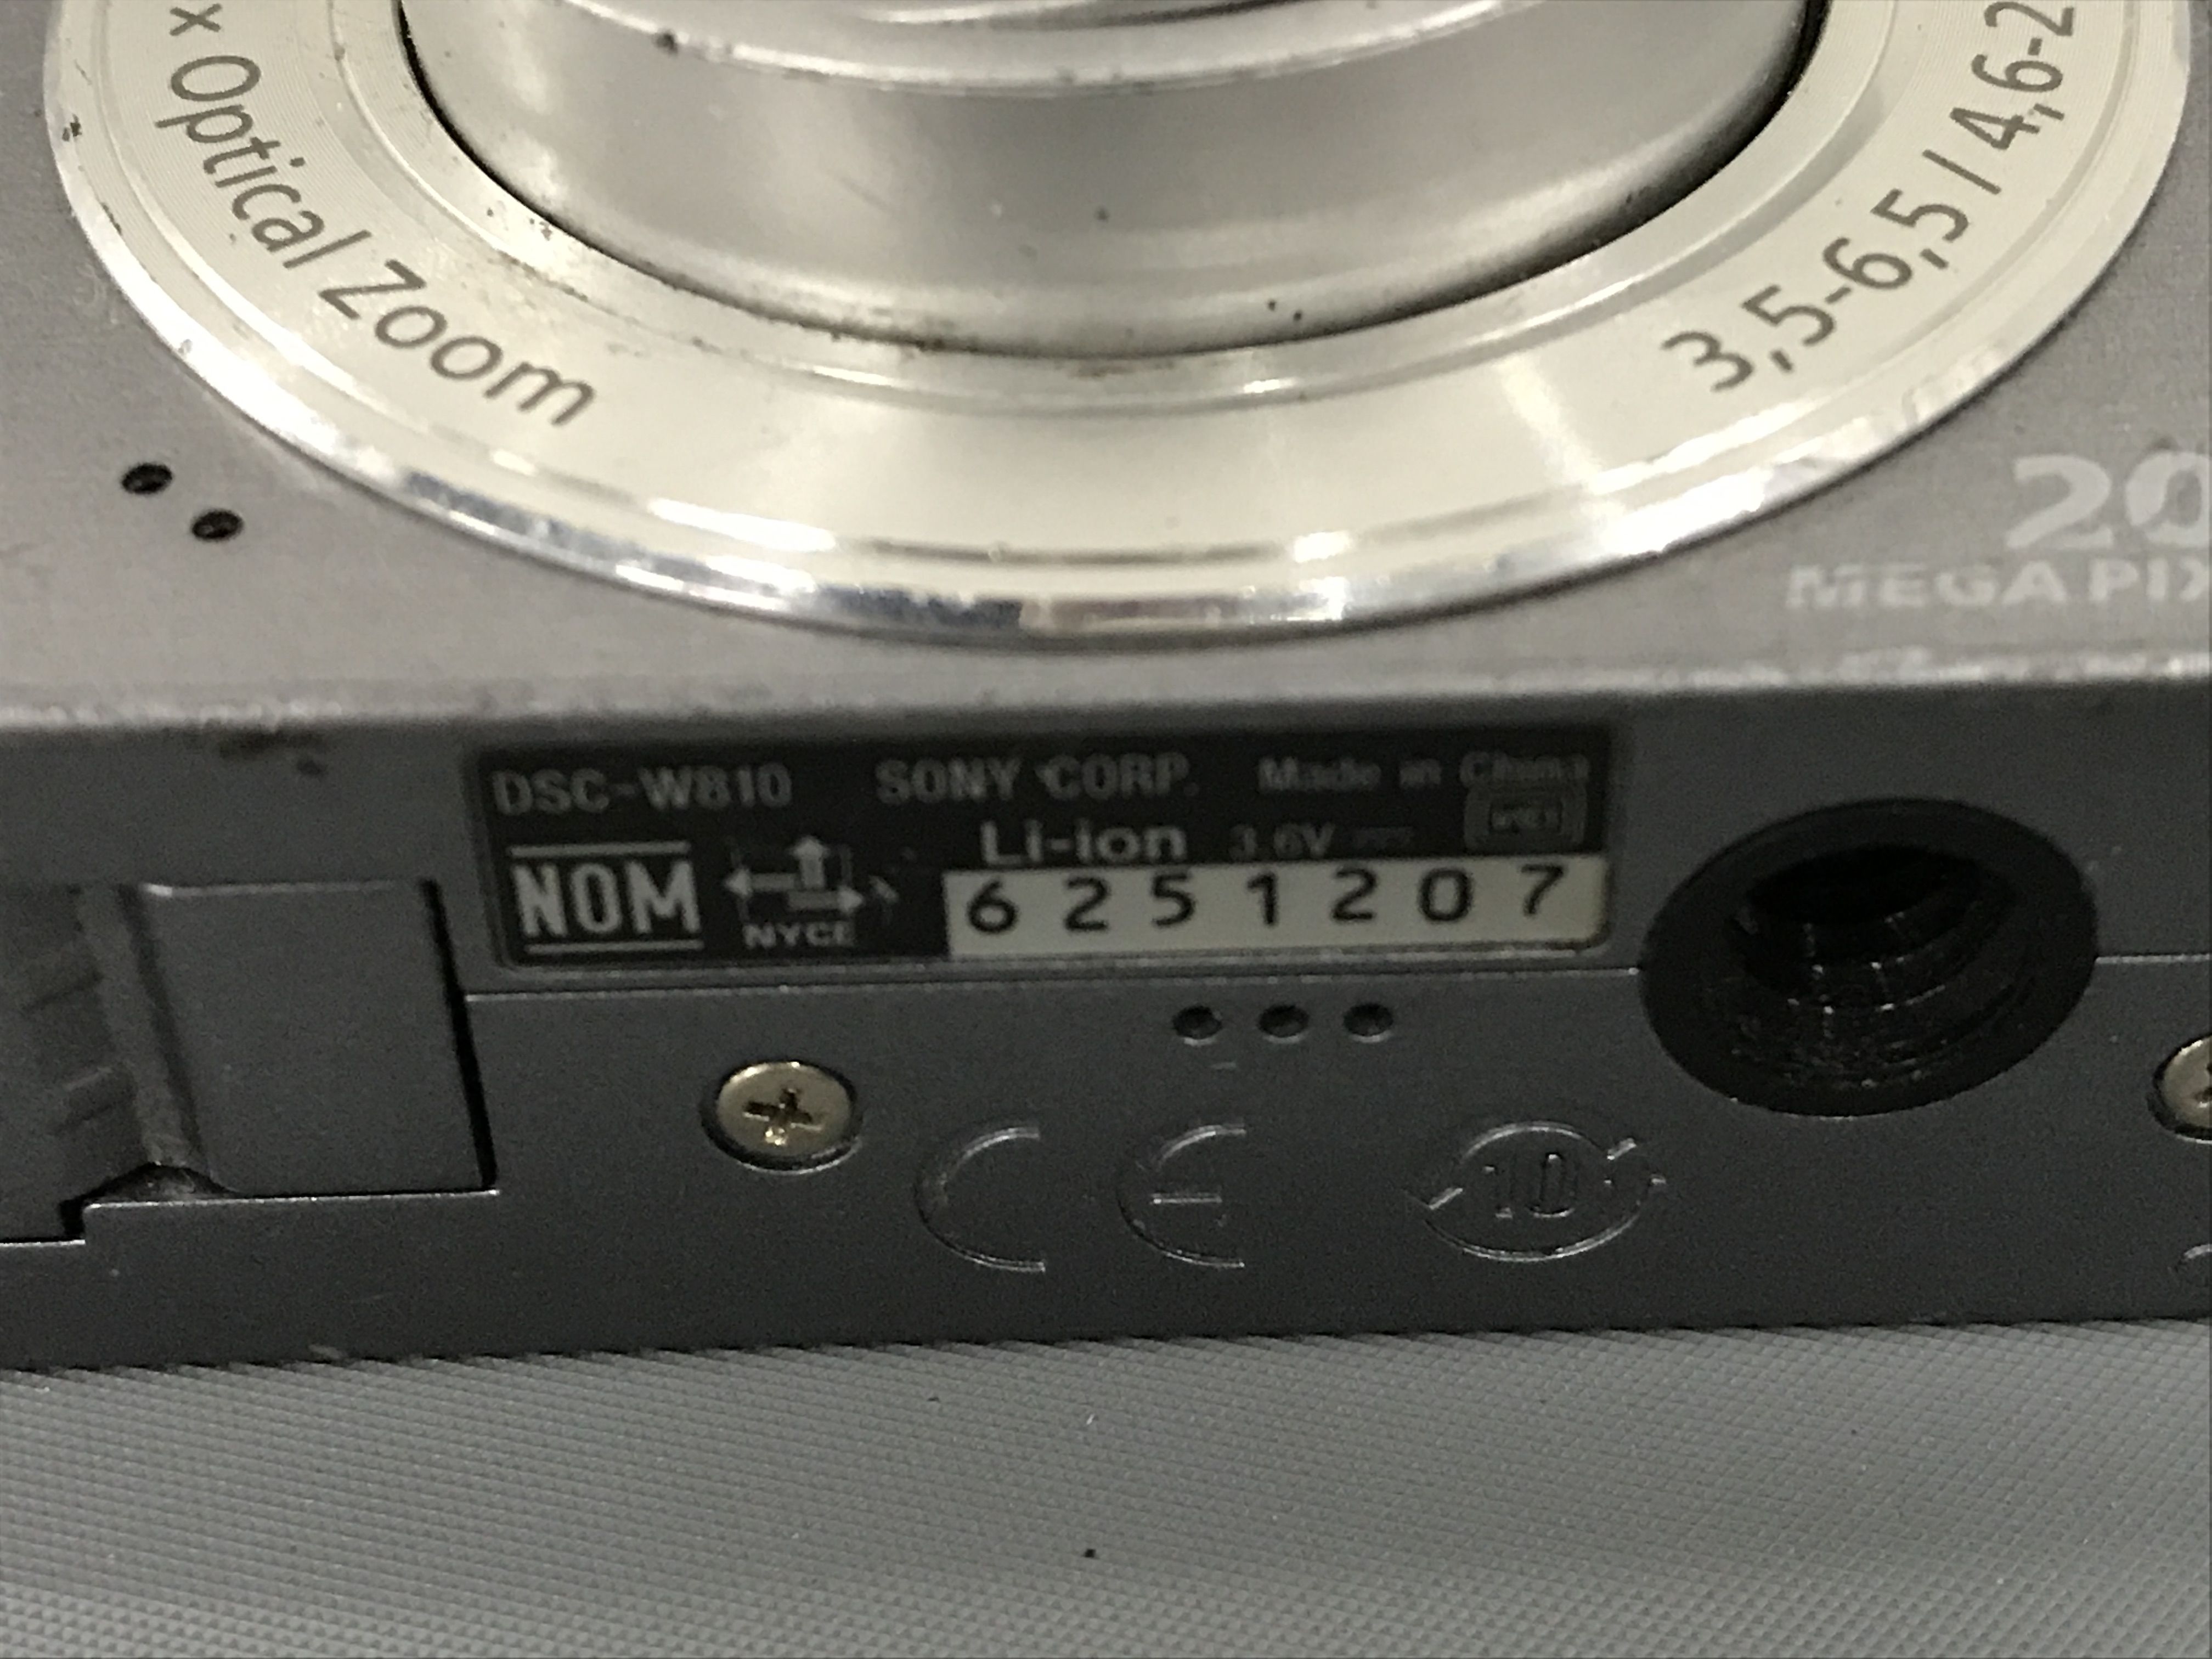 x Optical Zoom
3,5-6,5 / 4,6-2
20
MEGA PIX
DSC-W810 SONY CORP. Made in China
Li-ion 3.6V
NOM NYCE 6251207
CE 10